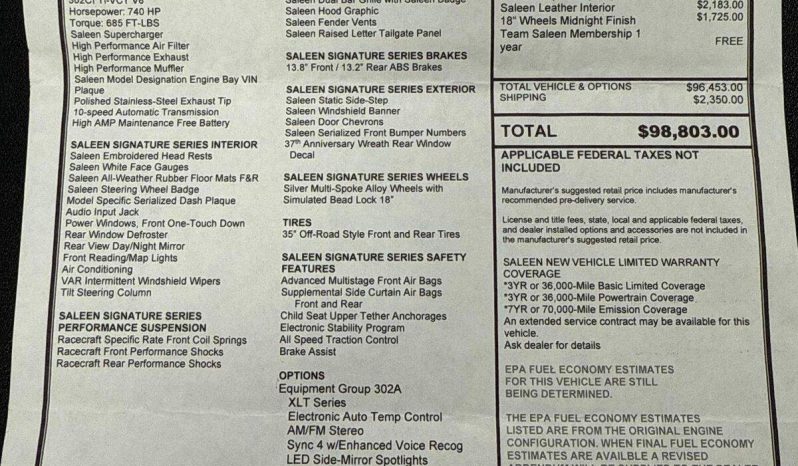 Horsepower: 740 HP
Torque: 685 FT-LBS
Saleen Supercharger
High Performance Air Filter
High Performance Exhaust
High Performance Muffler
Saleen Model Designation Engine Bay VIN
Plaque
Polished Stainless-Steel Exhaust Tip
10-speed Automatic Transmission
High AMP Maintenance Free Battery
SALEEN SIGNATURE SERIES INTERIOR
Saleen Embroidered Head Rests
Saleen White Face Gauges
Saleen All-Weather Rubber Floor Mats F&R
Saleen Steering Wheel Badge
Model Specific Serialized Dash Plaque
Audio Input Jack
Power Windows, Front One-Touch Down
Rear Window Defroster
Rear View Day/Night Mirror
Front Reading/Map Lights
Air Conditioning
VAR Intermittent Windshield Wipers
Tilt Steering Column
SALEEN SIGNATURE SERIES
PERFORMANCE SUSPENSION
Racecraft Specific Rate Front Coil Springs
Racecraft Front Performance Shocks
Racecraft Rear Performance Shocks
Saleen Dual Bar Grille with Saleen Badge
Saleen Hood Graphic
Saleen Fender Vents
Saleen Raised Letter Tailgate Panel
SALEEN SIGNATURE SERIES BRAKES
13.8" Front / 13.2" Rear ABS Brakes
SALEEN SIGNATURE SERIES EXTERIOR
Saleen Static Side-Step
Saleen Windshield Banner
Saleen Door Chevrons
Saleen Serialized Front Bumper Numbers
37th Anniversary Wreath Rear Window
Decal
SALEEN SIGNATURE SERIES WHEELS
Silver Multi-Spoke Alloy Wheels with
Simulated Bead Lock 18"
TIRES
35" Off-Road Style Front and Rear Tires
SALEEN SIGNATURE SERIES SAFETY
FEATURES
Advanced Multistage Front Air Bags
Supplemental Side Curtain Air Bags
Front and Rear
Child Seat Upper Tether Anchorages
Electronic Stability Program
All Speed Traction Control
Brake Assist
OPTIONS
Equipment Group 302A
XLT Series
Electronic Auto Temp Control
AM/FM Stereo
Sync 4 w/Enhanced Voice Recog
LED Side-Mirror Spotlights
Saleen Leather Interior $2,183.00
18" Wheels Midnight Finish $1,725.00
Team Saleen Membership 1
year FREE
TOTAL VEHICLE & OPTIONS $96,453.00
SHIPPING $2,350.00
TOTAL $98,803.00
APPLICABLE FEDERAL TAXES NOT
INCLUDED
Manufacturer's suggested retail price includes manufacturer's
recommended pre-delivery service.
License and title fees, state, local and applicable federal taxes,
and dealer installed options and accessories are not included in
the manufacturer's suggested retail price.
SALEEN NEW VEHICLE LIMITED WARRANTY
COVERAGE
*3YR or 36,000-Mile Basic Limited Coverage
*3YR or 36,000-Mile Powertrain Coverage
*7YR or 70,000-Mile Emission Coverage
An extended service contract may be available for this
vehicle.
Ask dealer for details
EPA FUEL ECONOMY ESTIMATES
FOR THIS VEHICLE ARE STILL
BEING DETERMINED.
THE EPA FUEL ECONOMY ESTIMATES
LISTED ARE FROM THE ORIGINAL ENGINE
CONFIGURATION. WHEN FINAL FUEL ECONOMY
ESTIMATES ARE AVAILBLE A REVISED